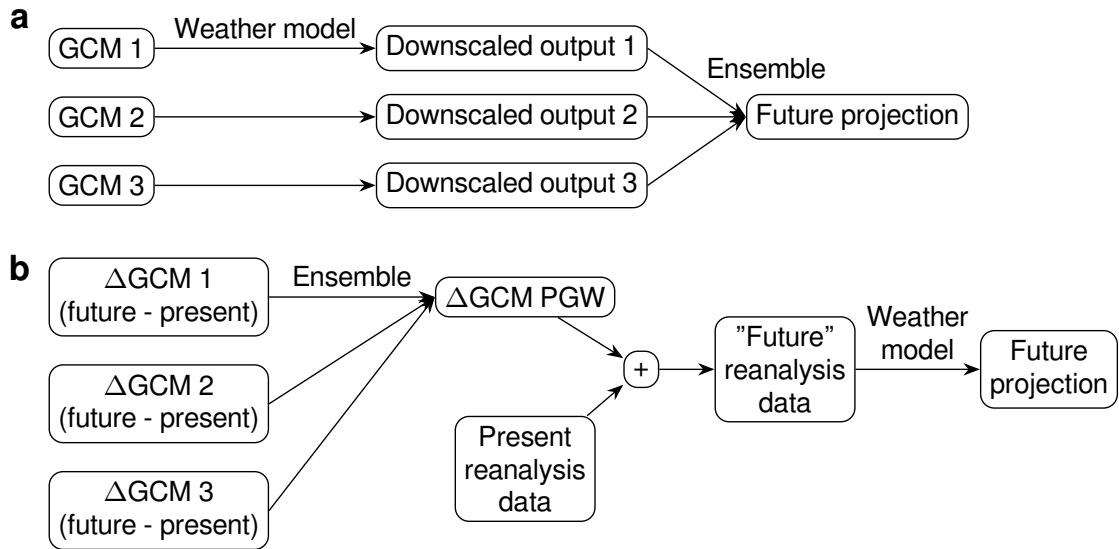 a
GCM 1
Weather model
Downscaled output 1
Ensemble
GCM 2
Downscaled output 2
Future projection
GCM 3
Downscaled output 3
b
ΔGCM 1
(future - present)
Ensemble
ΔGCM PGW
ΔGCM 2
(future - present)
ΔGCM 3
(future - present)
+
Present
reanalysis
data
”Future”
reanalysis
data
Weather
model
Future
projection